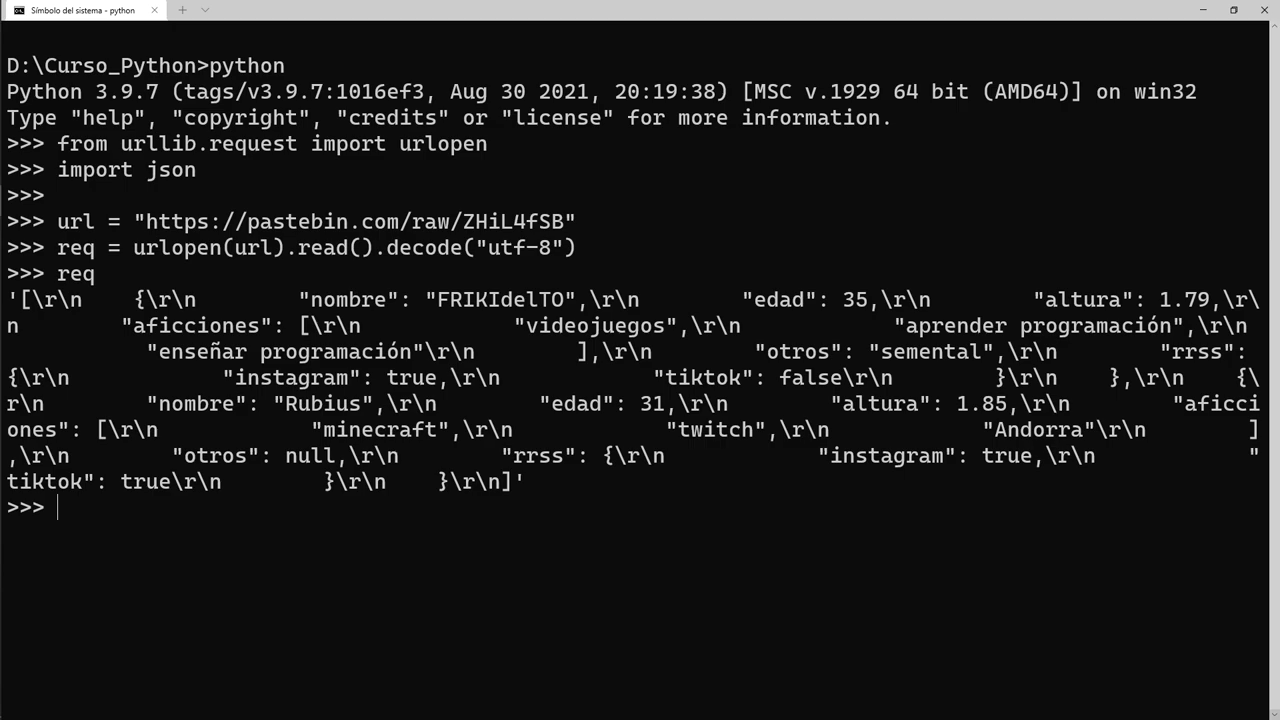 Símbolo del sistema - python
D:\Curso_Python>python
Python 3.9.7 (tags/v3.9.7:1016ef3, Aug 30 2021, 20:19:38) [MSC v.1929 64 bit (AMD64)] on win32
Type "help", "copyright", "credits" or "license" for more information.
>>> from urllib.request import urlopen
>>> import json
>>>
>>> url = "https://pastebin.com/raw/ZHiL4fSB"
>>> req = urlopen(url).read().decode("utf-8")
>>> req
'[\r\n    {\r\n        "nombre": "FRIKIdelTO",\r\n        "edad": 35,\r\n        "altura": 1.79,\r\
n        "aficciones": [\r\n            "videojuegos",\r\n            "aprender programación",\r\n
           "enseñar programación"\r\n        ],\r\n        "otros": "semental",\r\n        "rrss":
{\r\n            "instagram": true,\r\n            "tiktok": false\r\n        }\r\n    },\r\n    {\
r\n        "nombre": "Rubius",\r\n        "edad": 31,\r\n        "altura": 1.85,\r\n        "aficci
ones": [\r\n            "minecraft",\r\n            "twitch",\r\n            "Andorra"\r\n        ]
,\r\n        "otros": null,\r\n        "rrss": {\r\n            "instagram": true,\r\n            "
tiktok": true\r\n        }\r\n    }\r\n]'
>>>